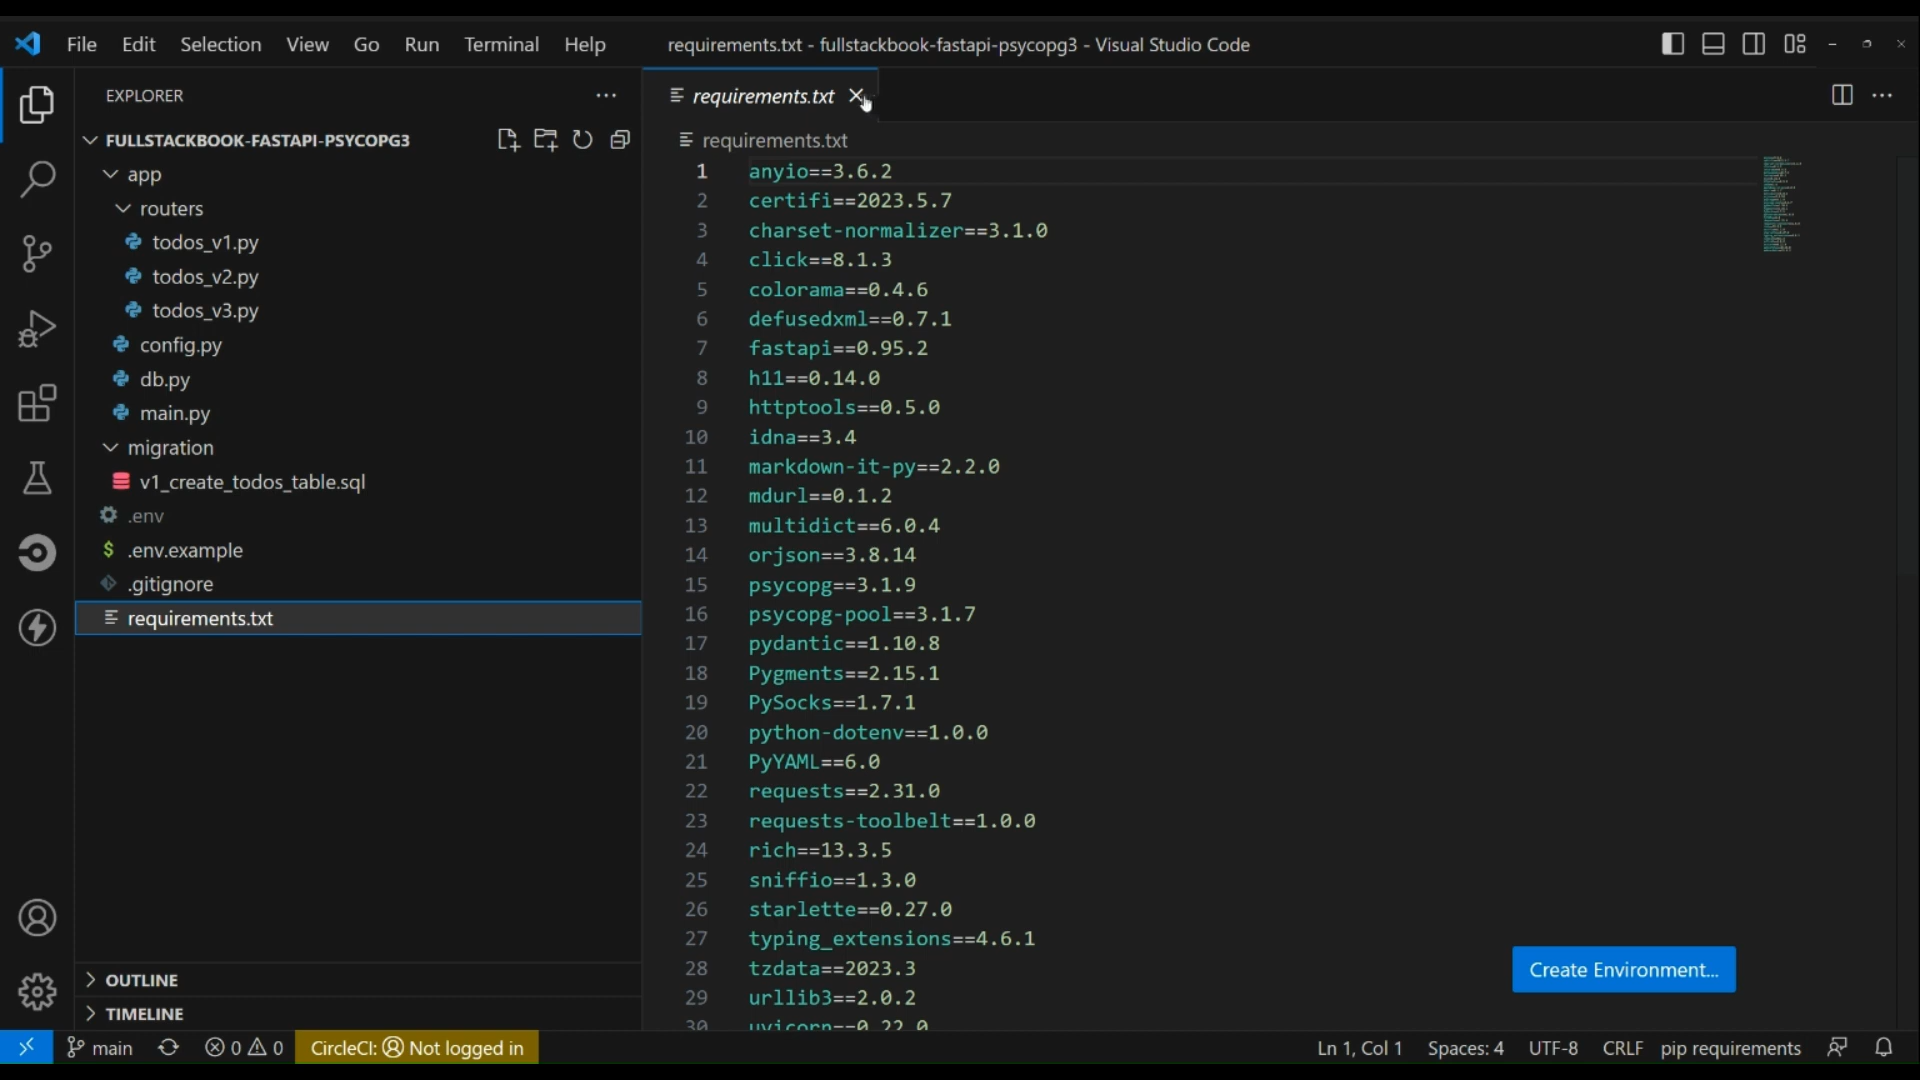 File Edit Selection View Go Run Terminal Help
requirements.txt - fullstackbook-fastapi-psycopg3 - Visual Studio Code
EXPLORER
FULLSTACKBOOK-FASTAPI-PSYCOPG3
app
routers
todos_v1.py
todos_v2.py
todos_v3.py
config.py
db.py
main.py
migration
v1_create_todos_table.sql
.env
$ .env.example
.gitignore
requirements.txt
OUTLINE
TIMELINE
requirements.txt
requirements.txt
1 anyio==3.6.2
2 certifi==2023.5.7
3 charset-normalizer==3.1.0
4 click==8.1.3
5 colorama==0.4.6
6 defusedxml==0.7.1
7 fastapi==0.95.2
8 h11==0.14.0
9 httptools==0.5.0
10 idna==3.4
11 markdown-it-py==2.2.0
12 mdurl==0.1.2
13 multidict==6.0.4
14 orjson==3.8.14
15 psycopg==3.1.9
16 psycopg-pool==3.1.7
17 pydantic==1.10.8
18 Pygments==2.15.1
19 PySocks==1.7.1
20 python-dotenv==1.0.0
21 PyYAML==6.0
22 requests==2.31.0
23 requests-toolbelt==1.0.0
24 rich==13.3.5
25 sniffio==1.3.0
26 starlette==0.27.0
27 typing_extensions==4.6.1
28 tzdata==2023.3
29 urllib3==2.0.2
30 uvicorn==0.22.0
Create Environment...
main 0 0 CircleCI: Not logged in
Ln 1, Col 1 Spaces: 4 UTF-8 CRLF pip requirements